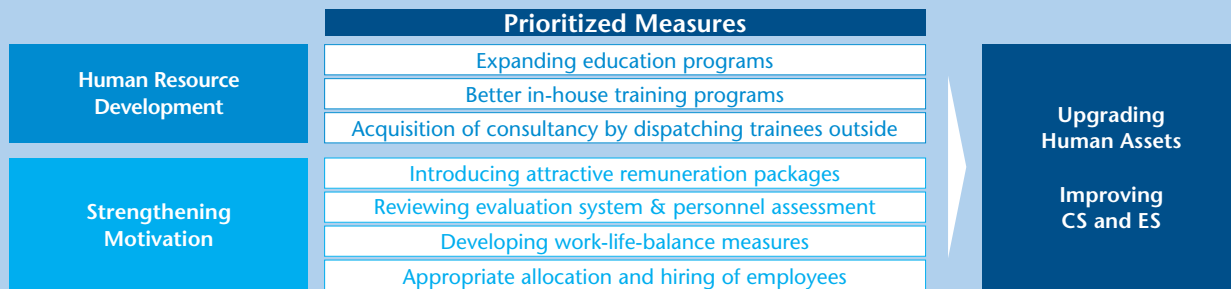 Prioritized Measures
Human Resource
Development
Expanding education programs
Better in-house training programs
Acquisition of consultancy by dispatching trainees outside
Strengthening
Motivation
Introducing attractive remuneration packages
Reviewing evaluation system & personnel assessment
Developing work-life-balance measures
Appropriate allocation and hiring of employees
Upgrading
Human Assets
Improving
CS and ES